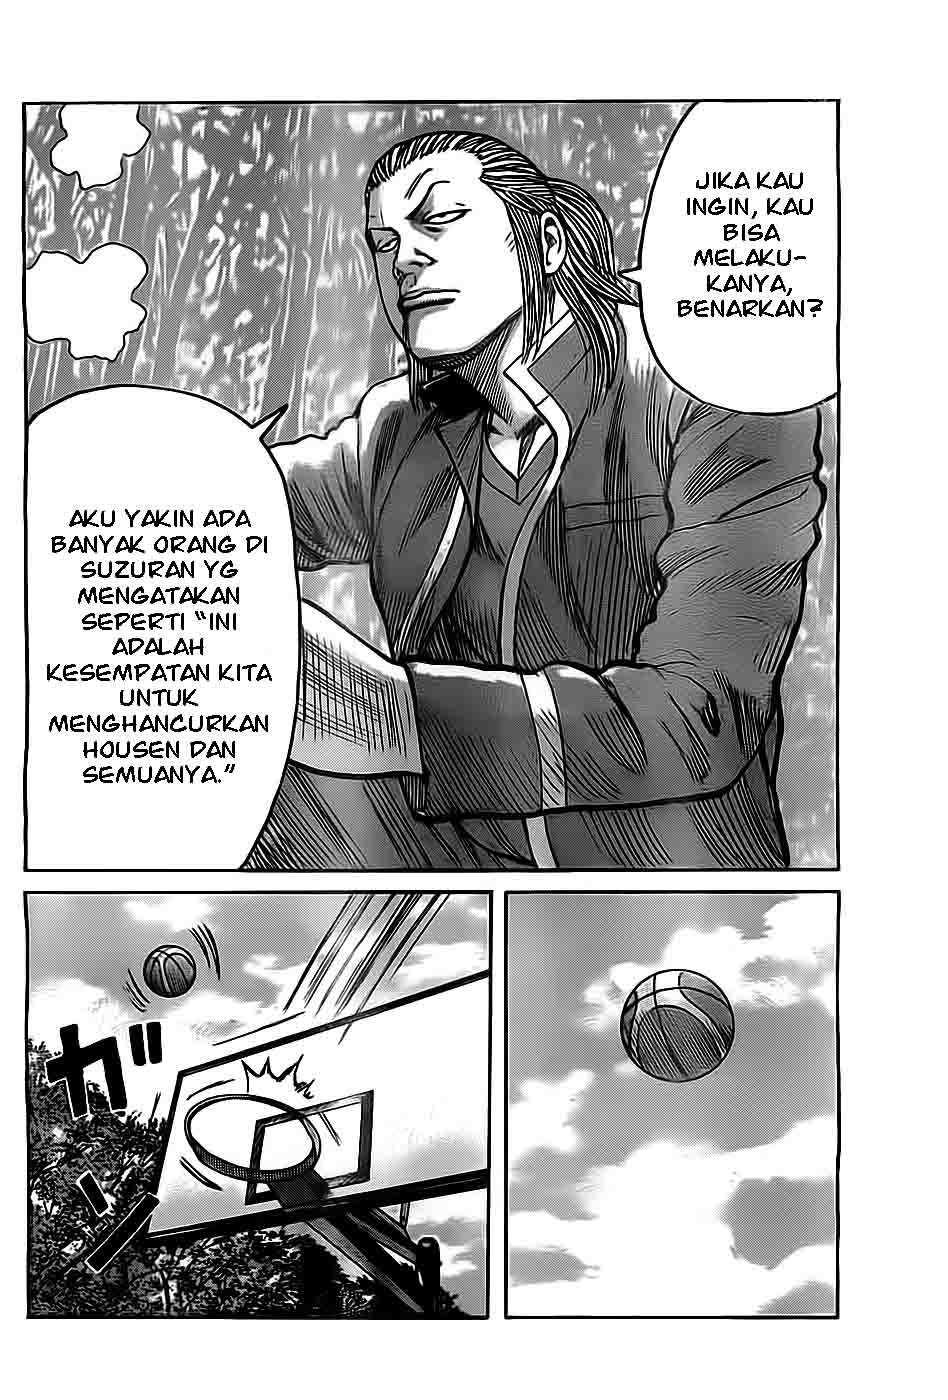 JIKA KAU
INGIN, KAU
BISA
MELAKU-
KANYA,
BENARKAN?
AKU YAKIN ADA
BANYAK ORANG DI
SUZURAN YG
MENGATAKAN
SEPERTI "INI
ADALAH
KESEMPATAN KITA
UNTUK
MENGHANCURKAN
HOUSEN DAN
SEMUANYA."
ガン